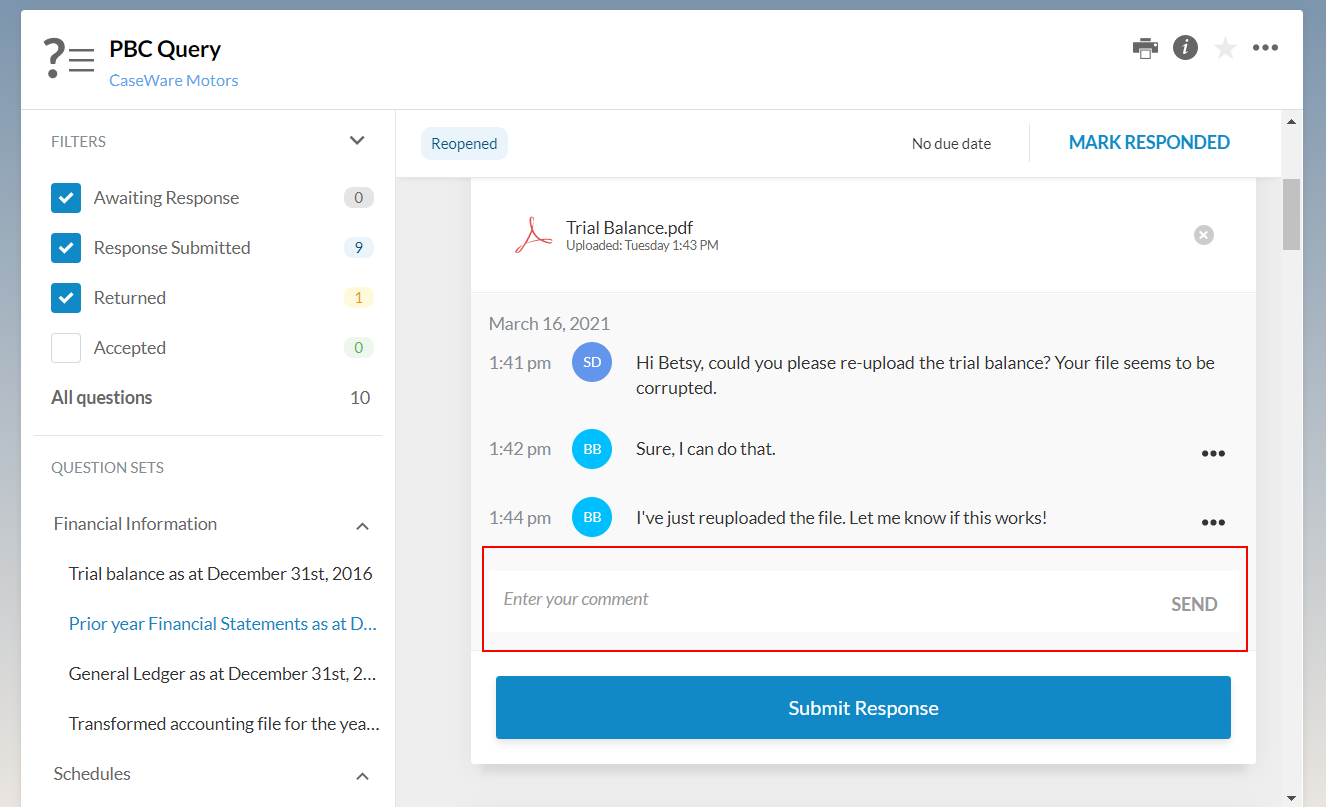 PBC Query
CaseWare Motors
FILTERS
Awaiting Response 0
Response Submitted 9
Returned 1
Accepted 0
All questions 10
QUESTION SETS
Financial Information
Trial balance as at December 31st, 2016
Prior year Financial Statements as at D...
General Ledger as at December 31st, 2...
Transformed accounting file for the yea...
Schedules
Reopened
No due date
MARK RESPONDED
Trial Balance.pdf
Uploaded: Tuesday 1:43 PM
March 16, 2021
1:41 pm SD Hi Betsy, could you please re-upload the trial balance? Your file seems to be
corrupted.
1:42 pm BB Sure, I can do that.
1:44 pm BB I've just reuploaded the file. Let me know if this works!
Enter your comment
SEND
Submit Response